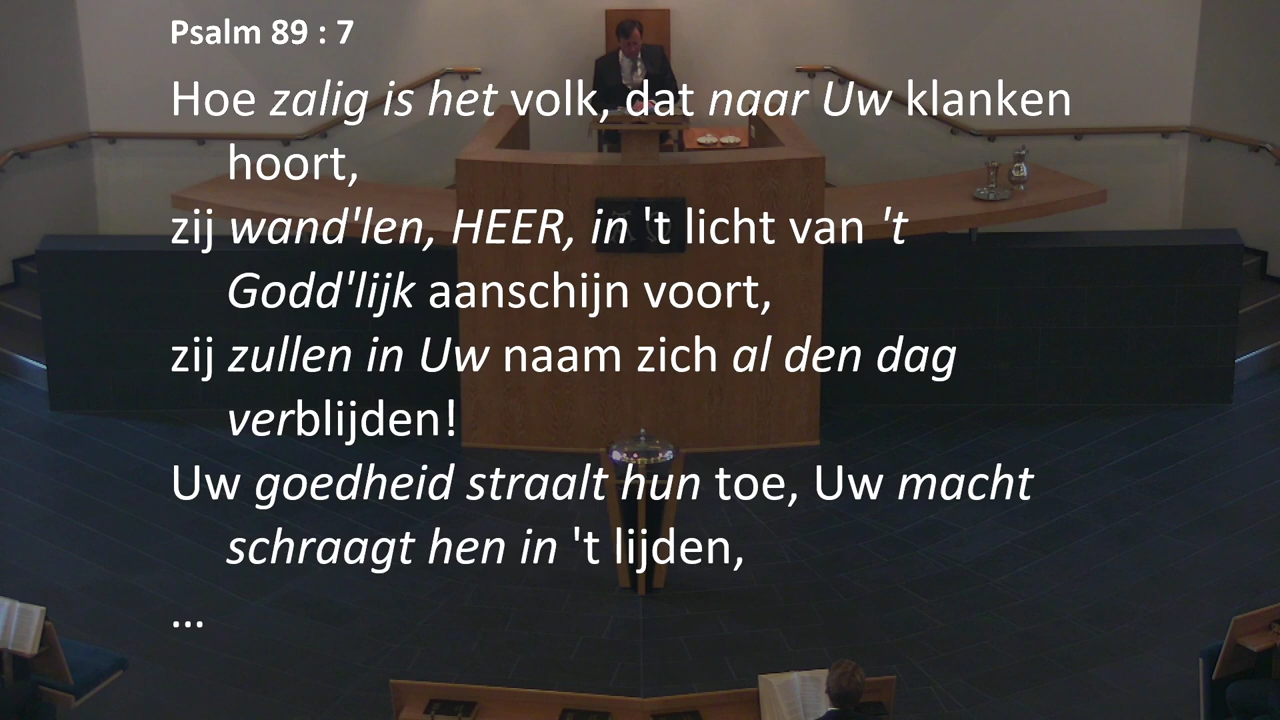 Psalm 89 : 7
Hoe zalig is het volk, dat naar Uw klanken
hoort,
zij wand'len, HEER, in 't licht van 't
Godd'lijk aanschijn voort,
zij zullen in Uw naam zich al den dag
verblijden!
Uw goedheid straalt hun toe, Uw macht
schraagt hen in 't lijden,
...